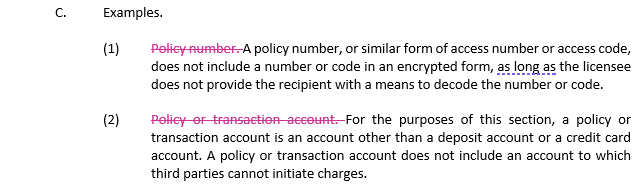 C. Examples.
(1) Policy number. A policy number, or similar form of access number or access code,
does not include a number or code in an encrypted form, as long as the licensee
does not provide the recipient with a means to decode the number or code.
(2) Policy or transaction account. For the purposes of this section, a policy or
transaction account is an account other than a deposit account or a credit card
account. A policy or transaction account does not include an account to which
third parties cannot initiate charges.